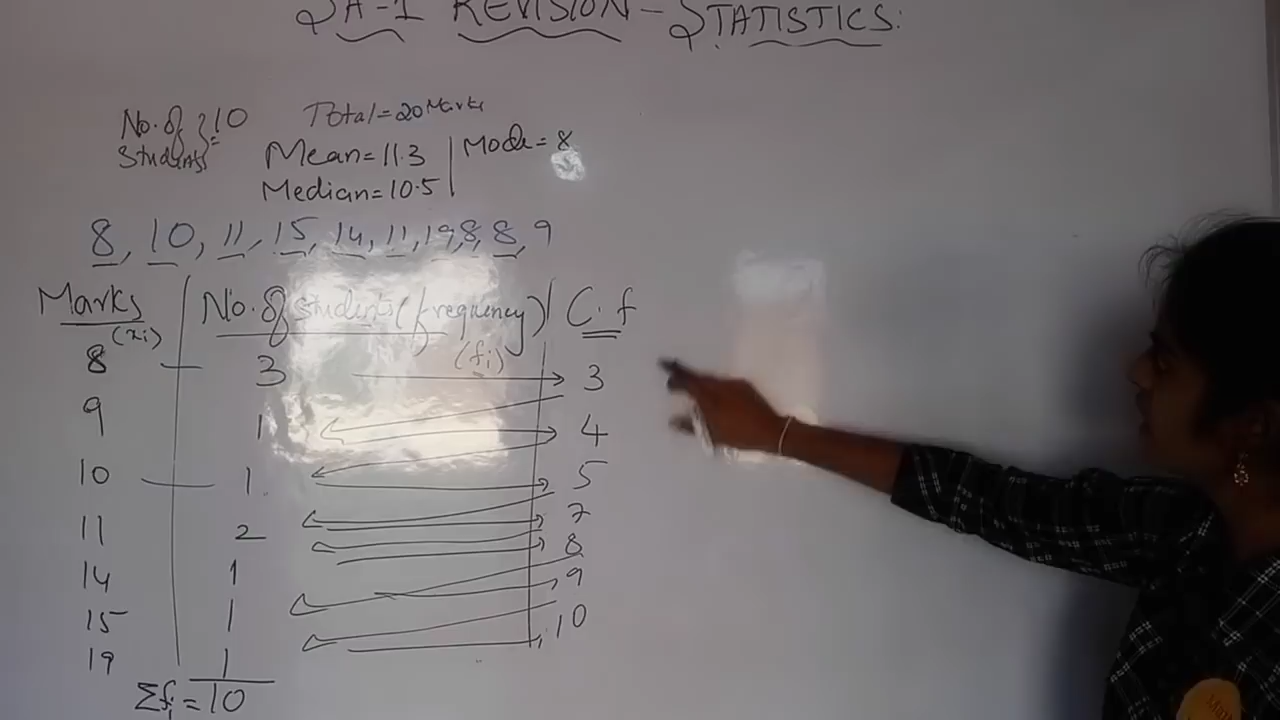 SA-1 REVISION - STATISTICS:
No. of Students } = 10
Total = 20 Marks
Mean = 11.3
Mode = 8
Median = 10.5
8, 10, 11, 15, 14, 11, 19, 8, 8, 9
Marks (xi) No. of Students (frequency) (fi) C.f
8 3 3
9 1 4
10 1 5
11 2 7
14 1 8
15 1 9
19 1 10
Σfi = 10